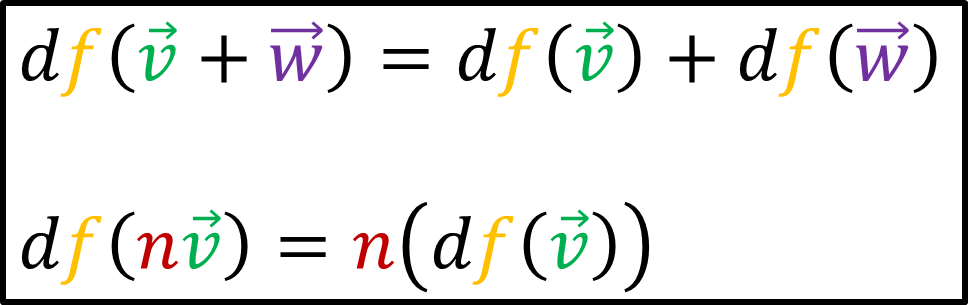 df(v⃗ + w⃗) = df(v⃗) + df(w⃗)
df(nv⃗) = n(df(v⃗))